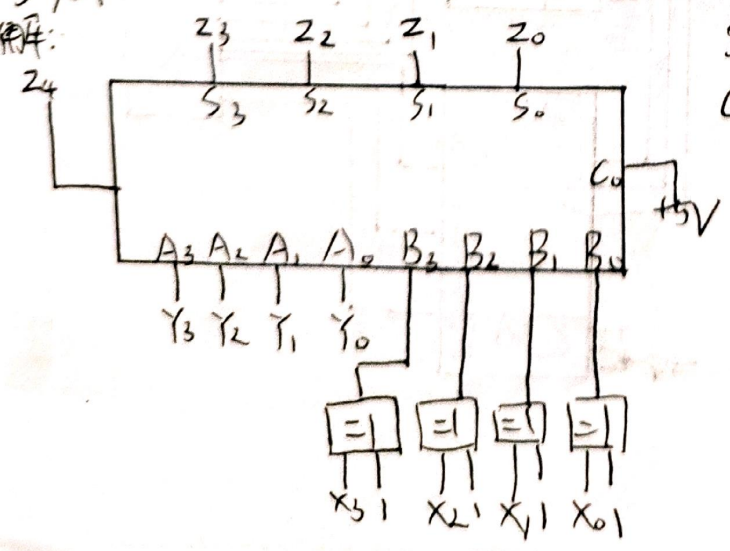 Z3 Z2 Z1 Z0
Z4
S3 S2 S1 S0
C0
+5V
A3 A2 A1 A0 B3 B2 B1 B0
Y3 Y2 Y1 Y0
=1 =1 =1 =1
X3 1 X2 1 X1 1 X0 1